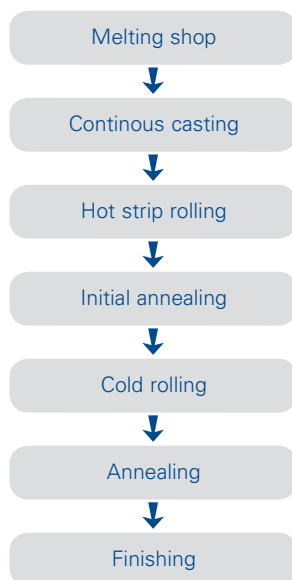 Melting shop
Continous casting
Hot strip rolling
Initial annealing
Cold rolling
Annealing
Finishing